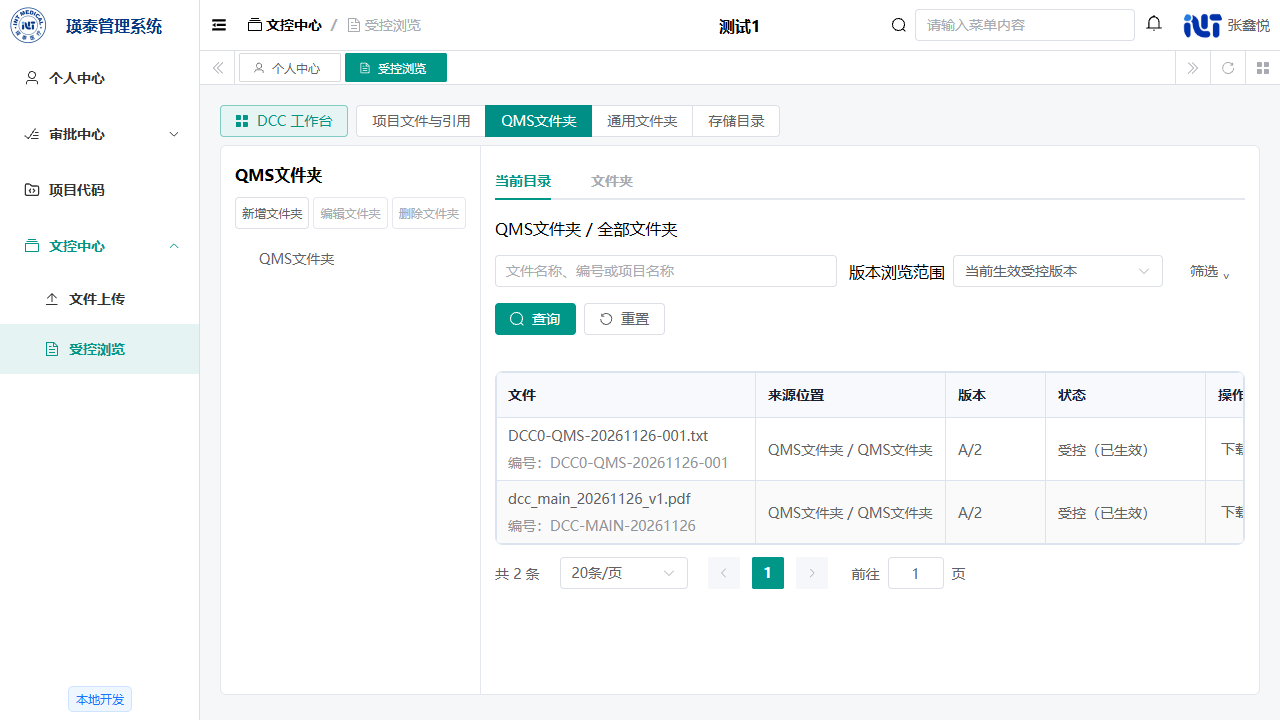 瑛泰管理系统
文控中心 / 受控浏览
测试1
请输入菜单内容
张鑫悦
个人中心
受控浏览
个人中心
审批中心
项目代码
文控中心
文件上传
受控浏览
本地开发
DCC 工作台
项目文件与引用
QMS文件夹
通用文件夹
存储目录
QMS文件夹
新增文件夹 编辑文件夹 删除文件夹
QMS文件夹
当前目录 文件夹
QMS文件夹 / 全部文件夹
文件名称、编号或项目名称
版本浏览范围
当前生效受控版本
筛选
查询
重置
文件 来源位置 版本 状态 操作
DCC0-QMS-20261126-001.txt
编号：DCC0-QMS-20261126-001
QMS文件夹 / QMS文件夹
A/2
受控（已生效）
下载
dcc_main_20261126_v1.pdf
编号：DCC-MAIN-20261126
QMS文件夹 / QMS文件夹
A/2
受控（已生效）
下载
共 2 条
20条/页
1
前往 1 页